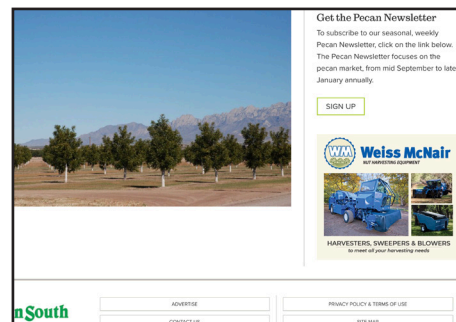 Get the Pecan Newsletter
To subscribe to our seasonal, weekly
Pecan Newsletter, click on the link below.
The Pecan Newsletter focuses on the
pecan market, from mid September to late
January annually.
SIGN UP
WM Weiss McNair
NUT HARVESTING EQUIPMENT
HARVESTERS, SWEEPERS & BLOWERS
to meet all your harvesting needs
n South
ADVERTISE
PRIVACY POLICY & TERMS OF USE
CONTACT US
SITE MAP